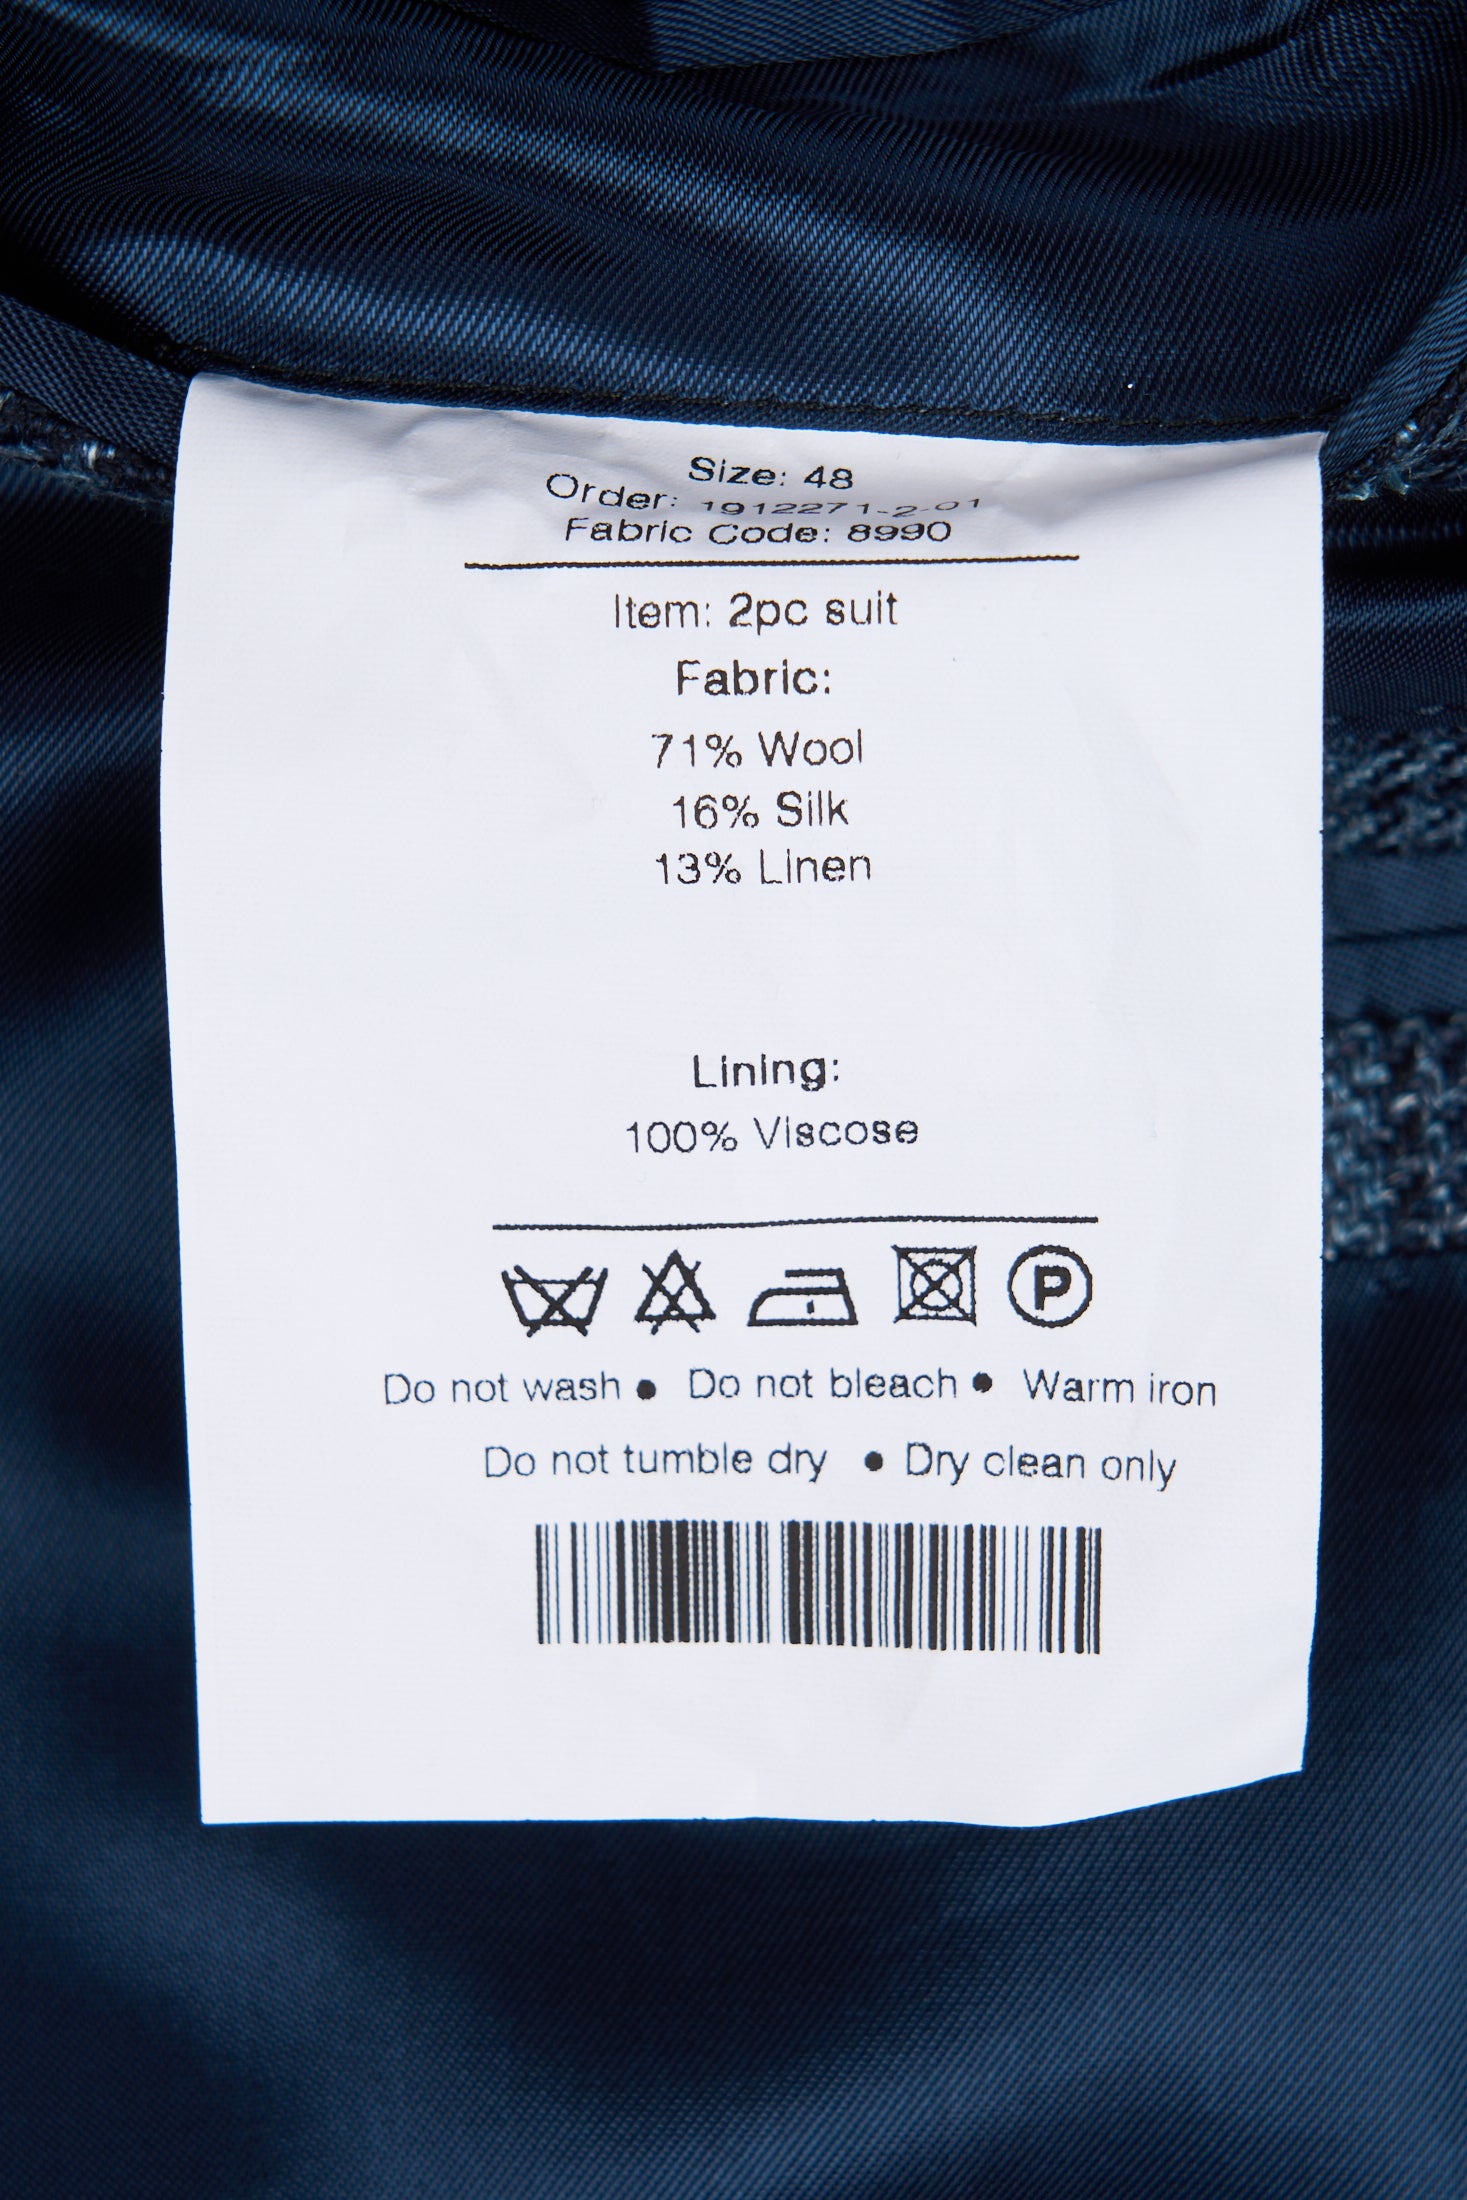 Size: 48
Order: 1912271-2-01
Fabric Code: 8990
Item: 2pc suit
Fabric:
71% Wool
16% Silk
13% Linen
Lining:
100% Viscose
P
Do not wash • Do not bleach • Warm iron
Do not tumble dry • Dry clean only